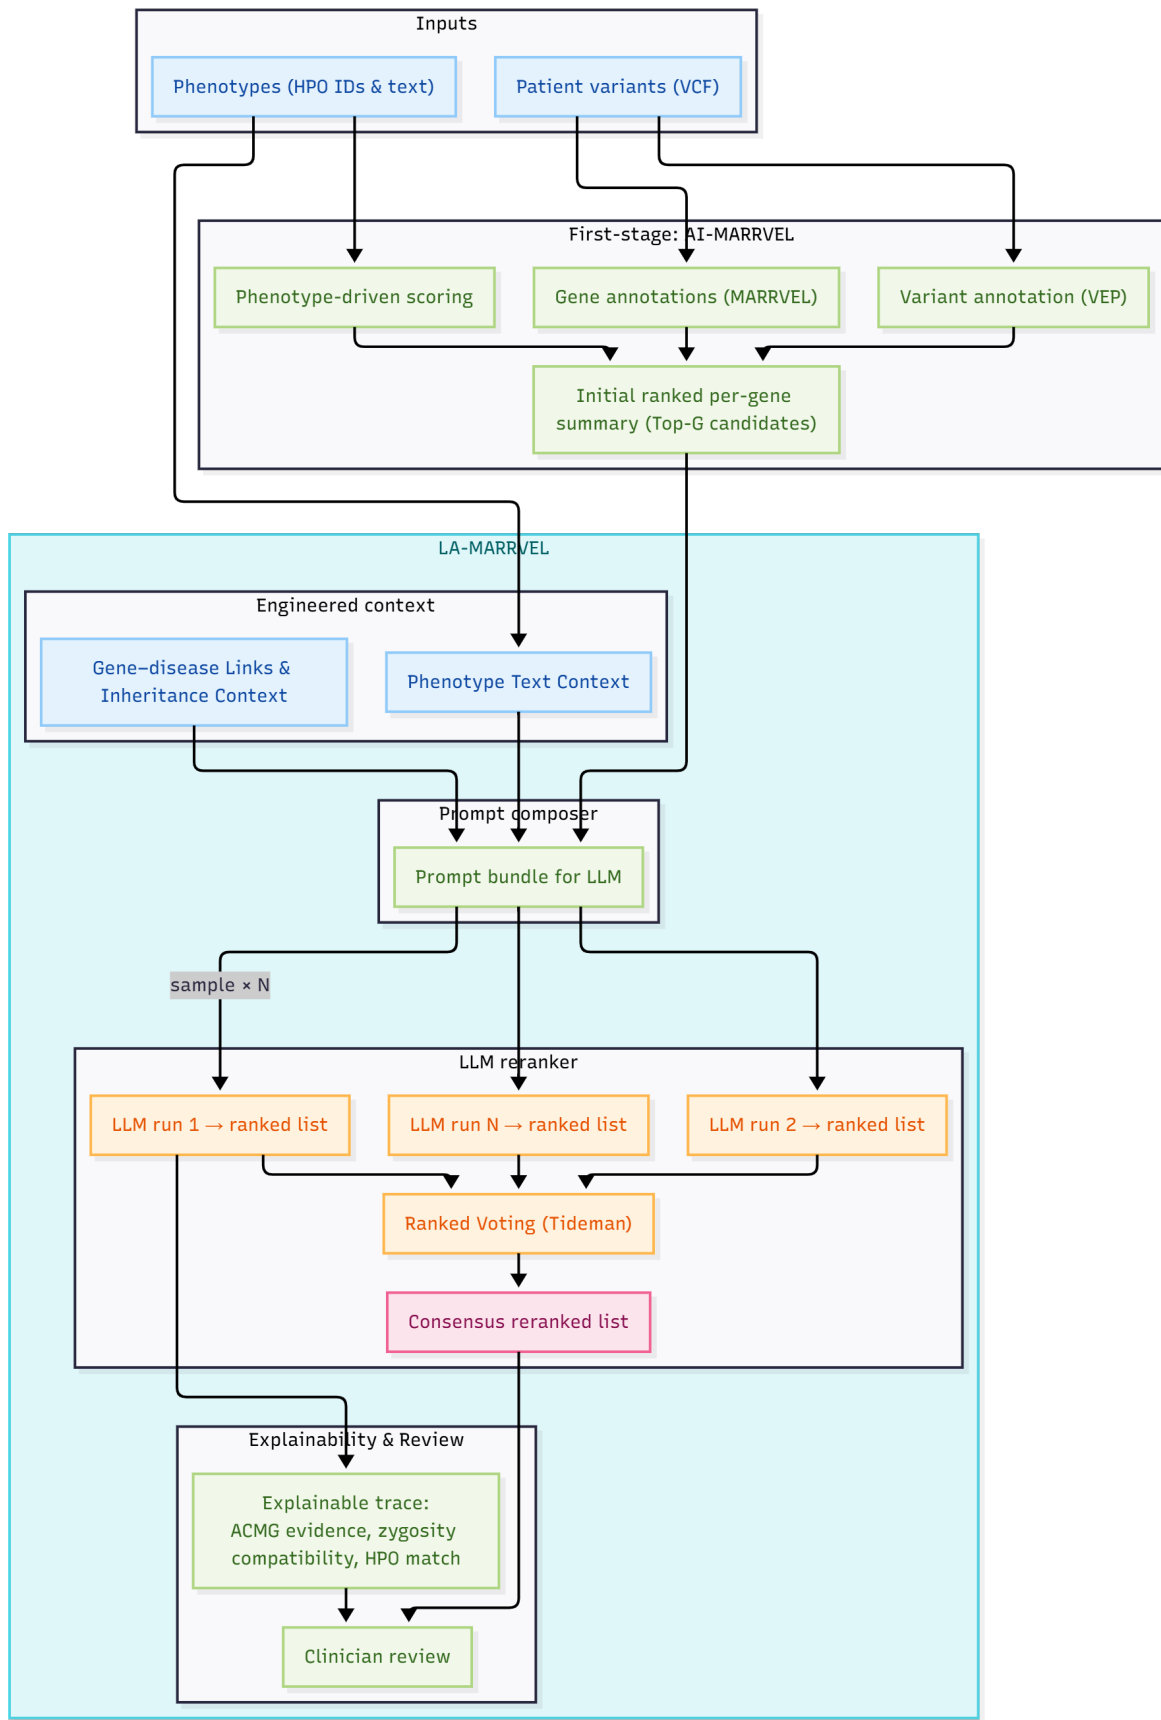 Inputs
Phenotypes (HPO IDs & text)
Patient variants (VCF)
First-stage: AI-MARRVEL
Phenotype-driven scoring
Gene annotations (MARRVEL)
Variant annotation (VEP)
Initial ranked per-gene
summary (Top-G candidates)
LA-MARRVEL
Engineered context
Gene–disease Links &
Inheritance Context
Phenotype Text Context
Prompt composer
Prompt bundle for LLM
sample × N
LLM reranker
LLM run 1 → ranked list
LLM run N → ranked list
LLM run 2 → ranked list
Ranked Voting (Tideman)
Consensus reranked list
Explainability & Review
Explainable trace:
ACMG evidence, zygosity
compatibility, HPO match
Clinician review